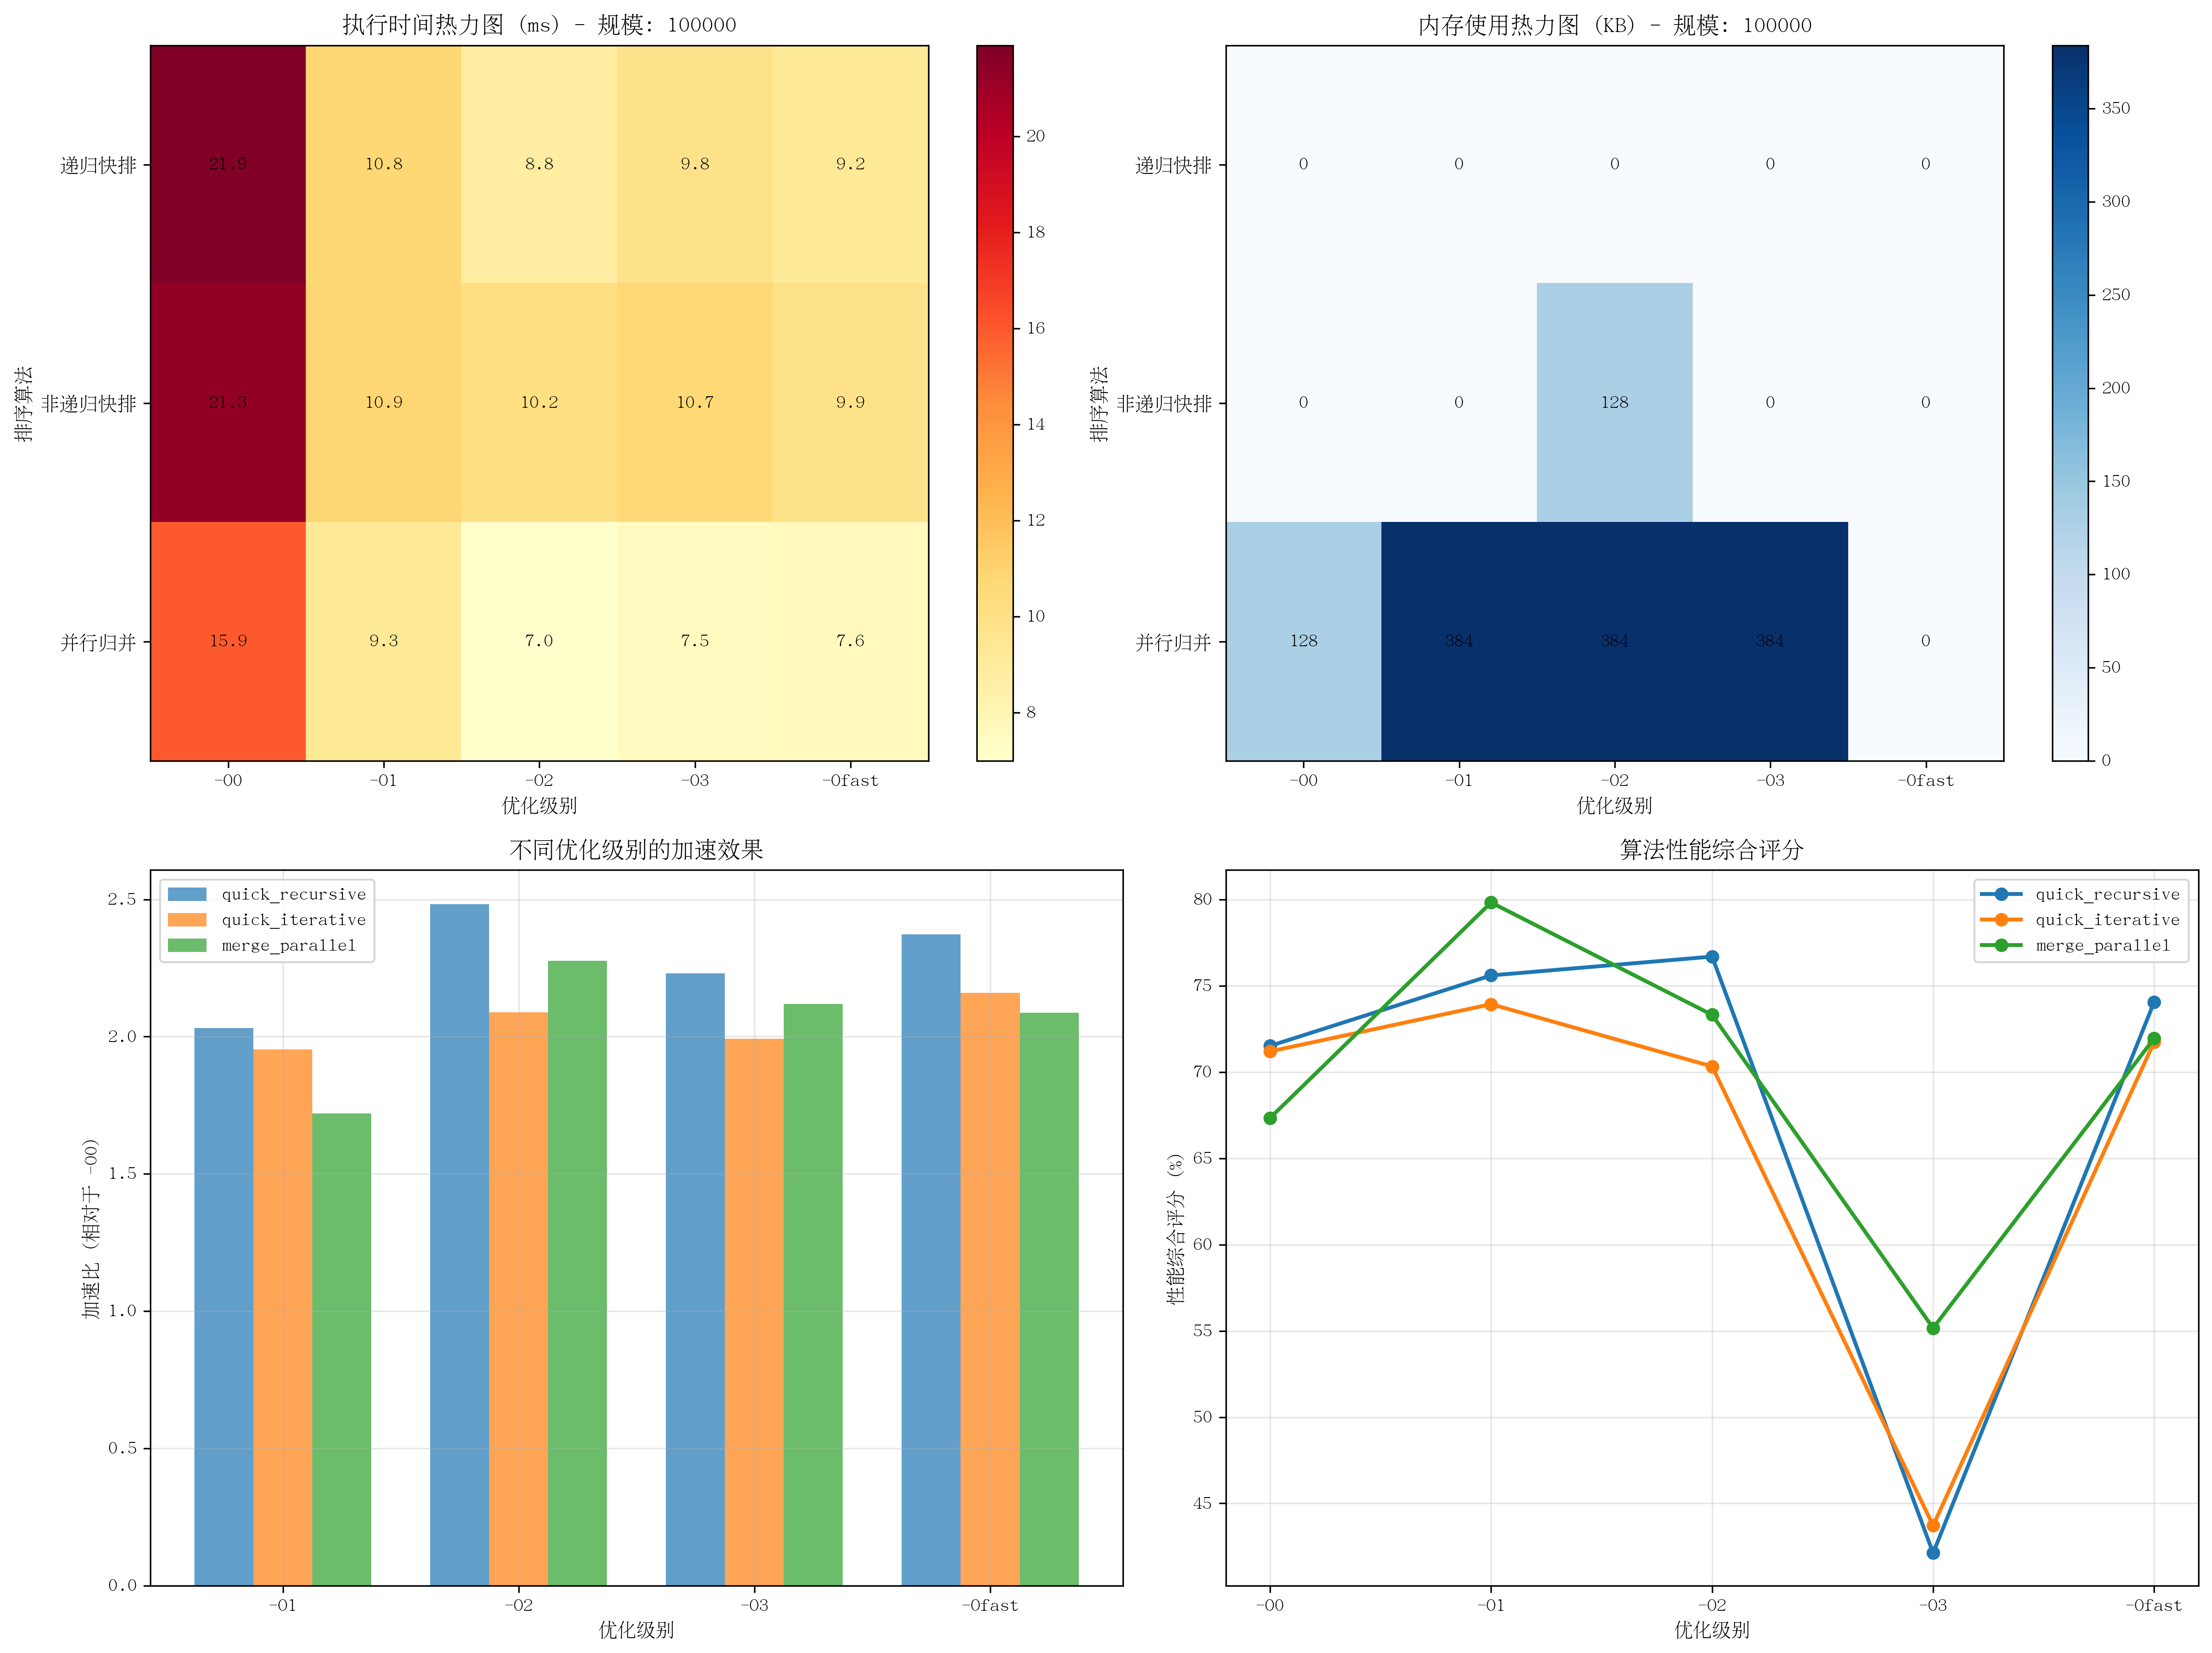 执行时间热力图 (ms) - 规模: 100000
排序算法
递归快排 21.9 10.8 8.8 9.8 9.2
非递归快排 21.3 10.9 10.2 10.7 9.9
并行归并 15.9 9.3 7.0 7.5 7.6
-O0 -O1 -O2 -O3 -Ofast
优化级别
20
18
16
14
12
10
8
内存使用热力图 (KB) - 规模: 100000
排序算法
递归快排 0 0 0 0 0
非递归快排 0 0 128 0 0
并行归并 128 384 384 384 0
-O0 -O1 -O2 -O3 -Ofast
优化级别
350
300
250
200
150
100
50
0
不同优化级别的加速效果
加速比 (相对于 -O0)
2.5
2.0
1.5
1.0
0.5
0.0
quick_recursive
quick_iterative
merge_parallel
-O1 -O2 -O3 -Ofast
优化级别
算法性能综合评分
性能综合评分 (%)
80
75
70
65
60
55
50
45
quick_recursive
quick_iterative
merge_parallel
-O0 -O1 -O2 -O3 -Ofast
优化级别